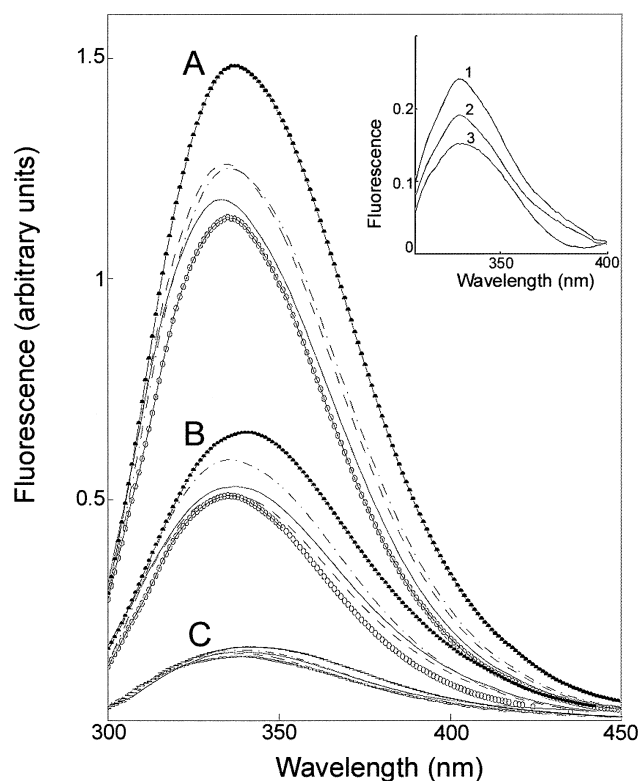 Fluorescence (arbitrary units)
1.5
1
0.5
A
B
C
300
350
400
450
Wavelength (nm)
Fluorescence
0.2
0.1
0
1
2
3
350
400
Wavelength (nm)